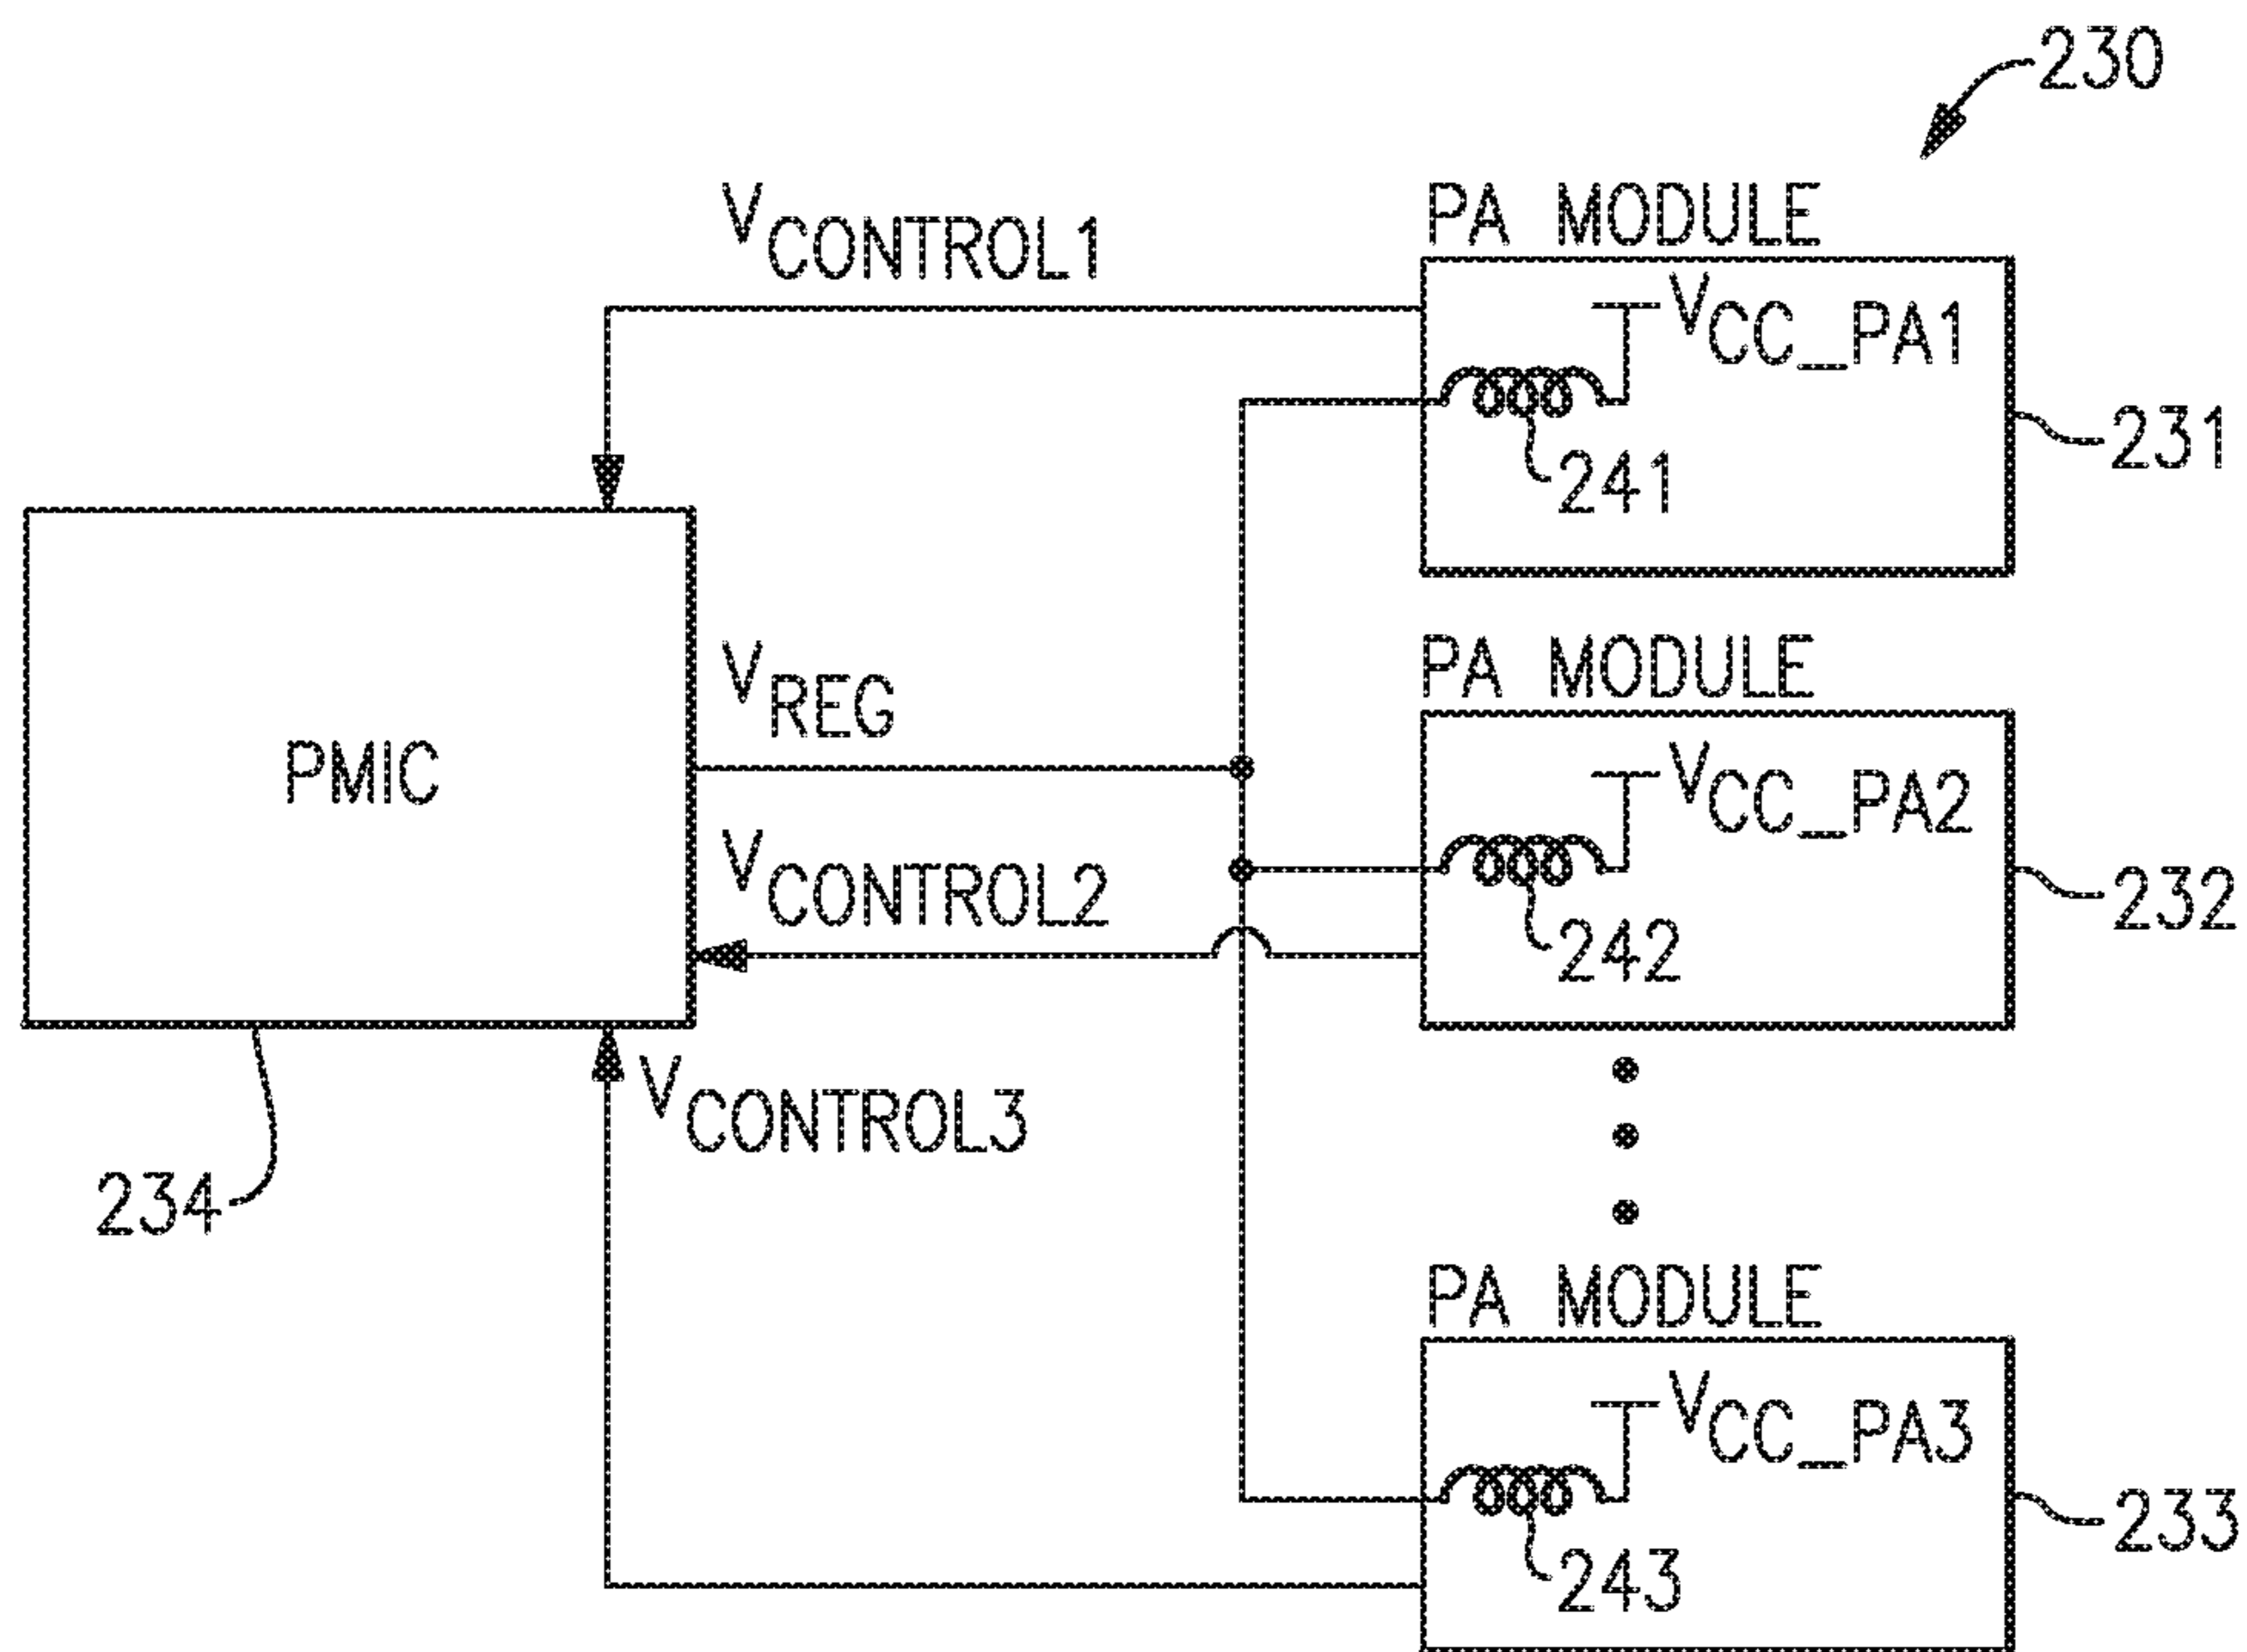 230
PA MODULE
VCONTROL1
VCC_PA1
231
241
PA MODULE
VREG
VCC_PA2
PMIC
VCONTROL2
232
242
VCONTROL3
234
PA MODULE
VCC_PA3
233
243